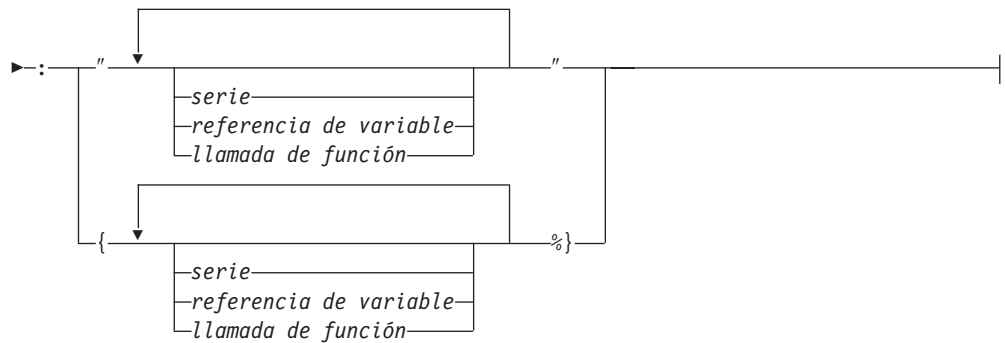 : " "
serie
referencia de variable
llamada de función
{ %}
serie
referencia de variable
llamada de función